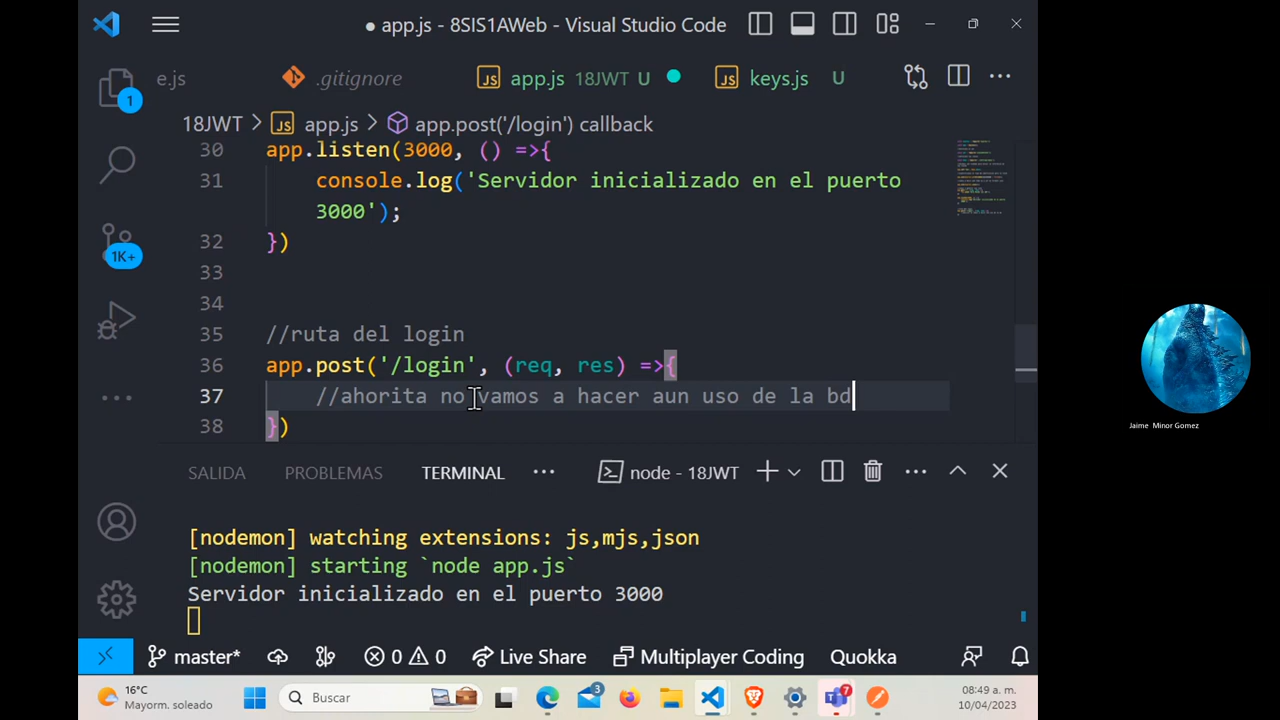 app.js - 8SIS1AWeb - Visual Studio Code
e.js .gitignore app.js 18JWT U keys.js U
18JWT > JS app.js > app.post('/login') callback
30 app.listen(3000, () =>{
31 console.log('Servidor inicializado en el puerto
3000');
32 })
33
34
35 //ruta del login
36 app.post('/login', (req, res) =>{
37 //ahorita no vamos a hacer aun uso de la bd
38 })
1
1K+
SALIDA PROBLEMAS TERMINAL ... node - 18JWT
[nodemon] watching extensions: js,mjs,json
[nodemon] starting `node app.js`
Servidor inicializado en el puerto 3000
master* 0 0 Live Share Multiplayer Coding Quokka
16°C
Mayorm. soleado
Buscar
3
7
08:49 a. m.
10/04/2023
Jaime Minor Gomez